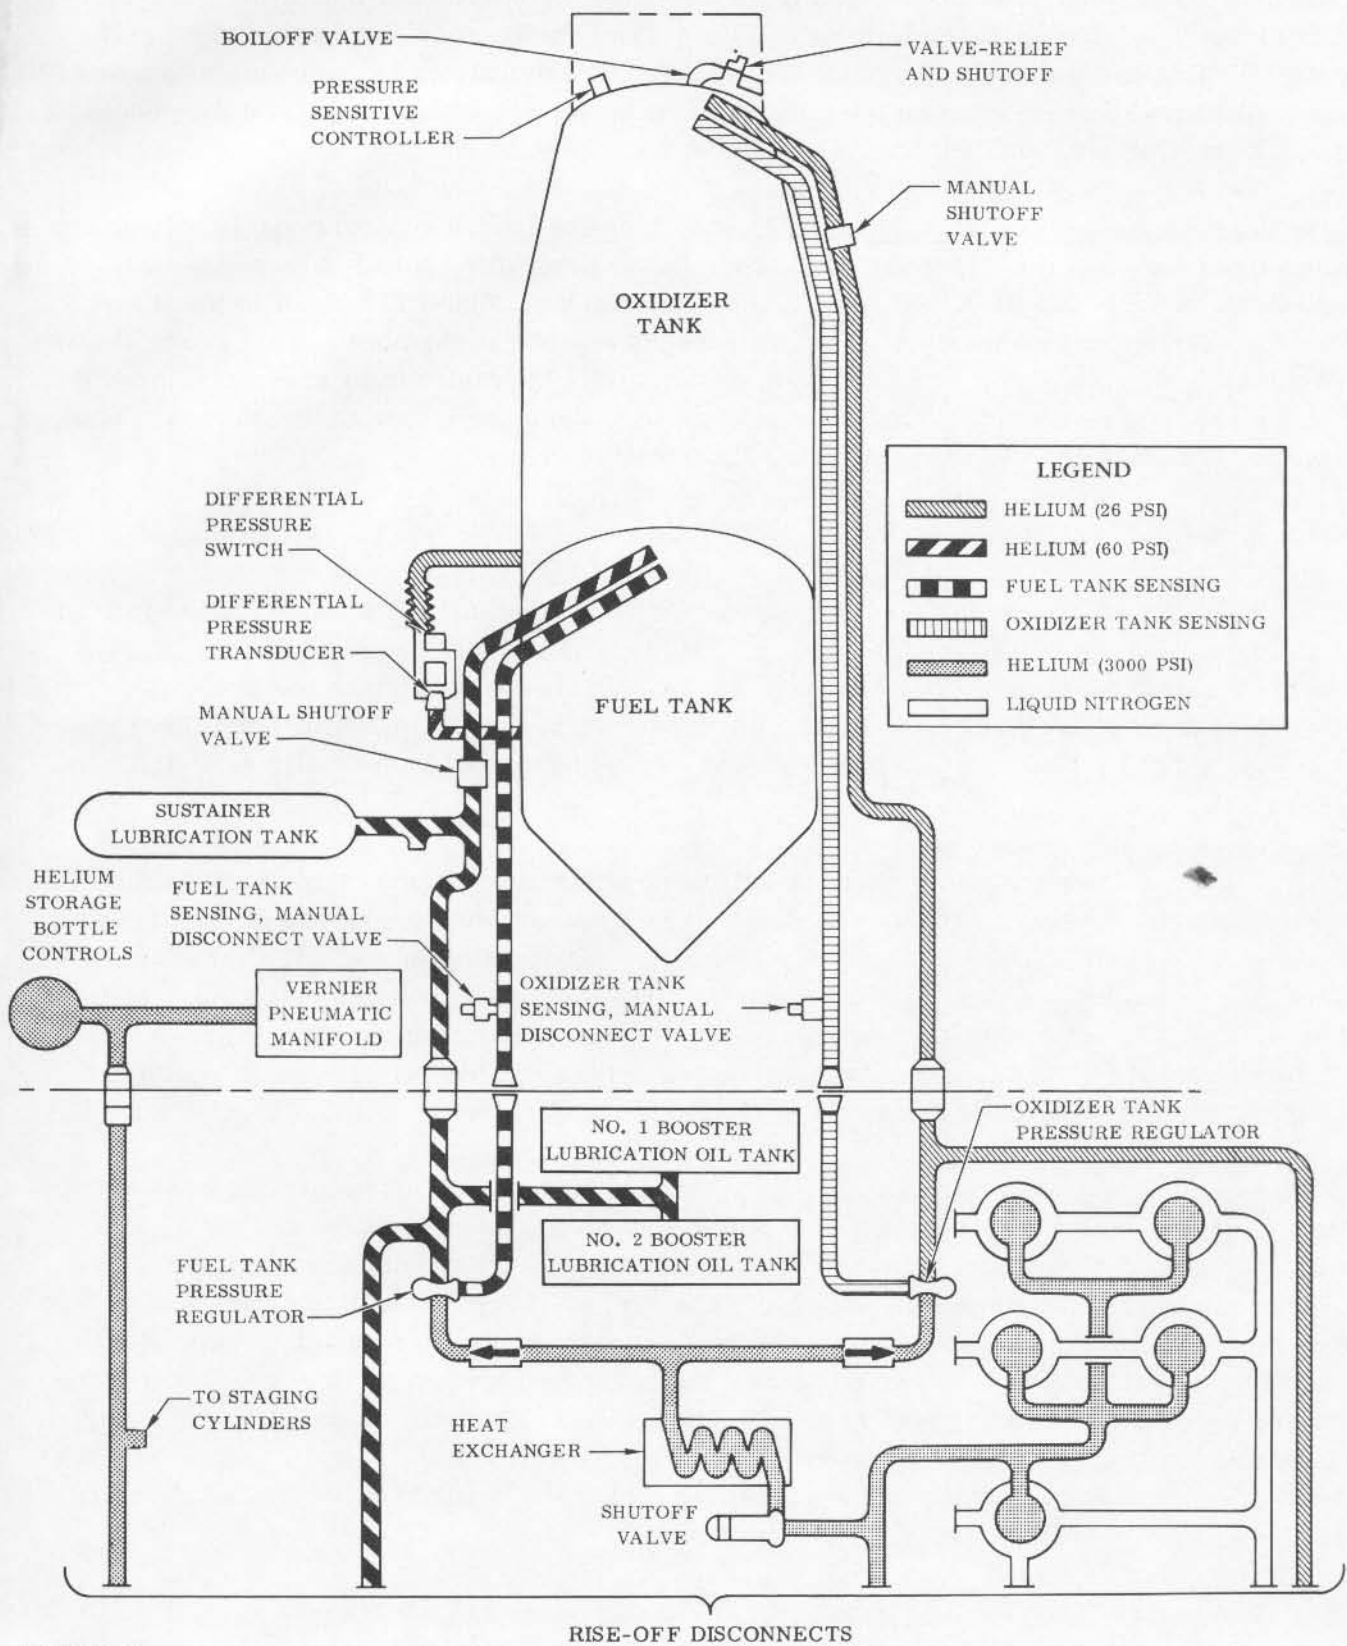 BOILOFF VALVE
VALVE-RELIEF
AND SHUTOFF
PRESSURE
SENSITIVE
CONTROLLER
MANUAL
SHUTOFF
VALVE
OXIDIZER
TANK
LEGEND
HELIUM (26 PSI)
HELIUM (60 PSI)
FUEL TANK SENSING
OXIDIZER TANK SENSING
HELIUM (3000 PSI)
LIQUID NITROGEN
DIFFERENTIAL
PRESSURE
SWITCH
DIFFERENTIAL
PRESSURE
TRANSDUCER
FUEL TANK
MANUAL SHUTOFF
VALVE
SUSTAINER
LUBRICATION TANK
HELIUM
STORAGE
BOTTLE
CONTROLS
FUEL TANK
SENSING, MANUAL
DISCONNECT VALVE
VERNIER
PNEUMATIC
MANIFOLD
OXIDIZER TANK
SENSING, MANUAL
DISCONNECT VALVE
NO. 1 BOOSTER
LUBRICATION OIL TANK
OXIDIZER TANK
PRESSURE REGULATOR
NO. 2 BOOSTER
LUBRICATION OIL TANK
FUEL TANK
PRESSURE
REGULATOR
TO STAGING
CYLINDERS
HEAT
EXCHANGER
SHUTOFF
VALVE
RISE-OFF DISCONNECTS